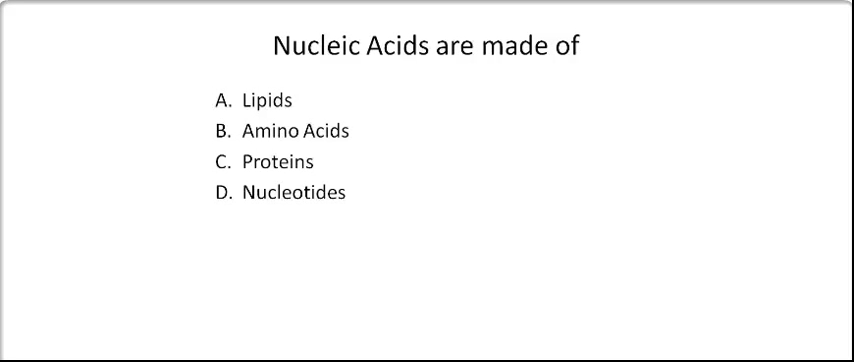 Nucleic Acids are made of
A. Lipids
B. Amino Acids
C. Proteins
D. Nucleotides